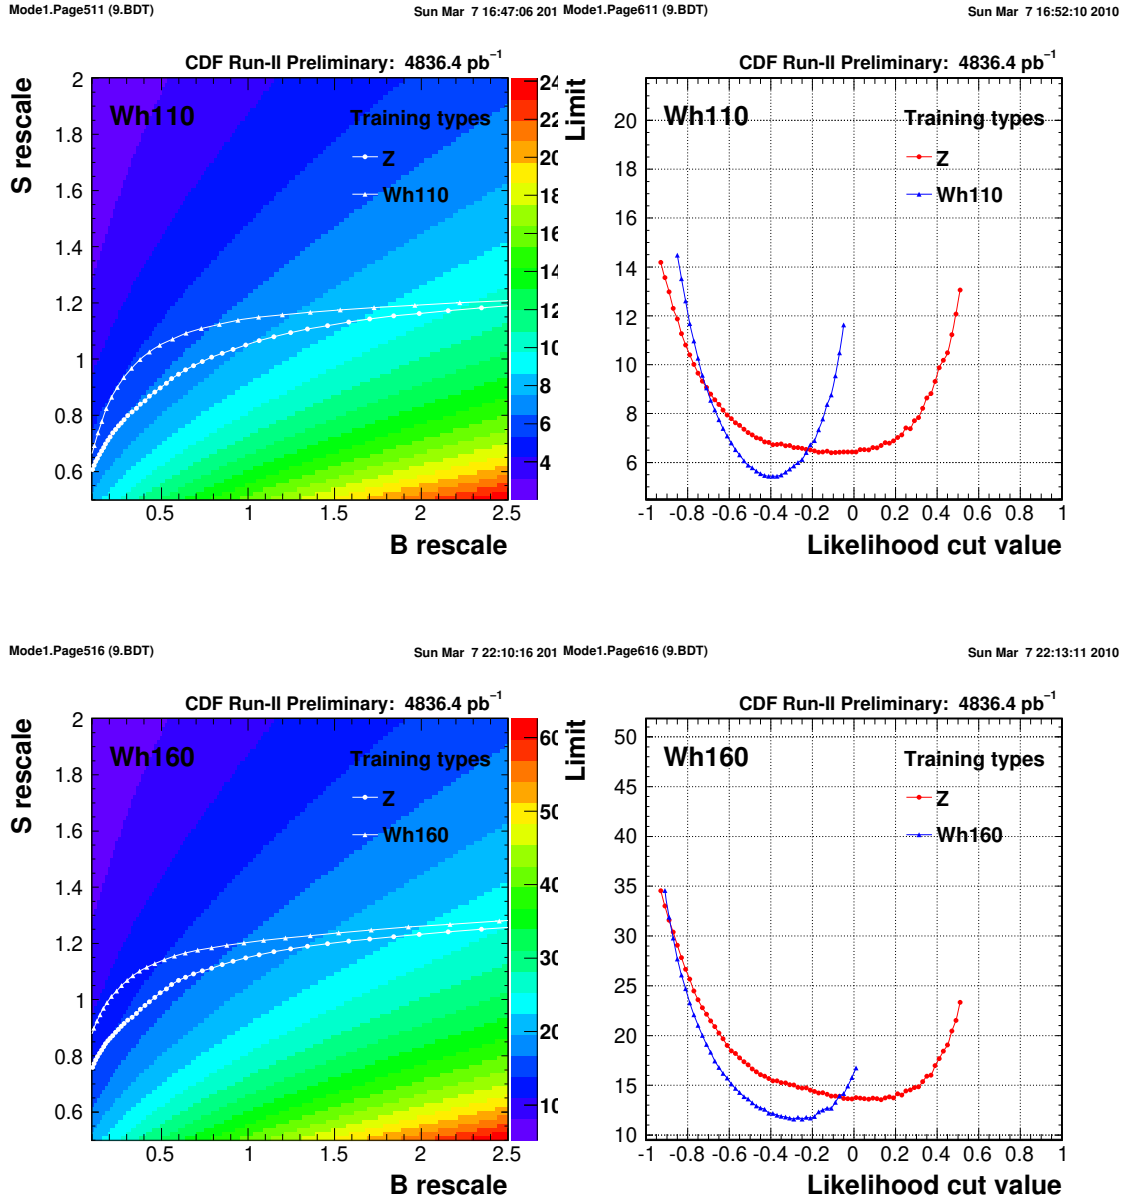 Mode1.Page511 (9.BDT)
Sun Mar 7 16:47:06 201
CDF Run-II Preliminary: 4836.4 pb−1
S rescale
2
1.8
1.6
1.4
1.2
1
0.8
0.6
Wh110
Training types
Z
Wh110
0.5
1
1.5
2
2.5
B rescale
Limit
24
22
20
18
16
14
12
10
8
6
4
Mode1.Page611 (9.BDT)
Sun Mar 7 16:52:10 2010
CDF Run-II Preliminary: 4836.4 pb−1
20
18
16
14
12
10
8
6
Wh110
Training types
Z
Wh110
-1 -0.8 -0.6 -0.4 -0.2 0 0.2 0.4 0.6 0.8 1
Likelihood cut value
Mode1.Page516 (9.BDT)
Sun Mar 7 22:10:16 201
CDF Run-II Preliminary: 4836.4 pb−1
S rescale
2
1.8
1.6
1.4
1.2
1
0.8
0.6
Wh160
Training types
Z
Wh160
0.5
1
1.5
2
2.5
B rescale
Limit
60
50
40
30
20
10
Mode1.Page616 (9.BDT)
Sun Mar 7 22:13:11 2010
CDF Run-II Preliminary: 4836.4 pb−1
50
45
40
35
30
25
20
15
10
Wh160
Training types
Z
Wh160
-1 -0.8 -0.6 -0.4 -0.2 0 0.2 0.4 0.6 0.8 1
Likelihood cut value